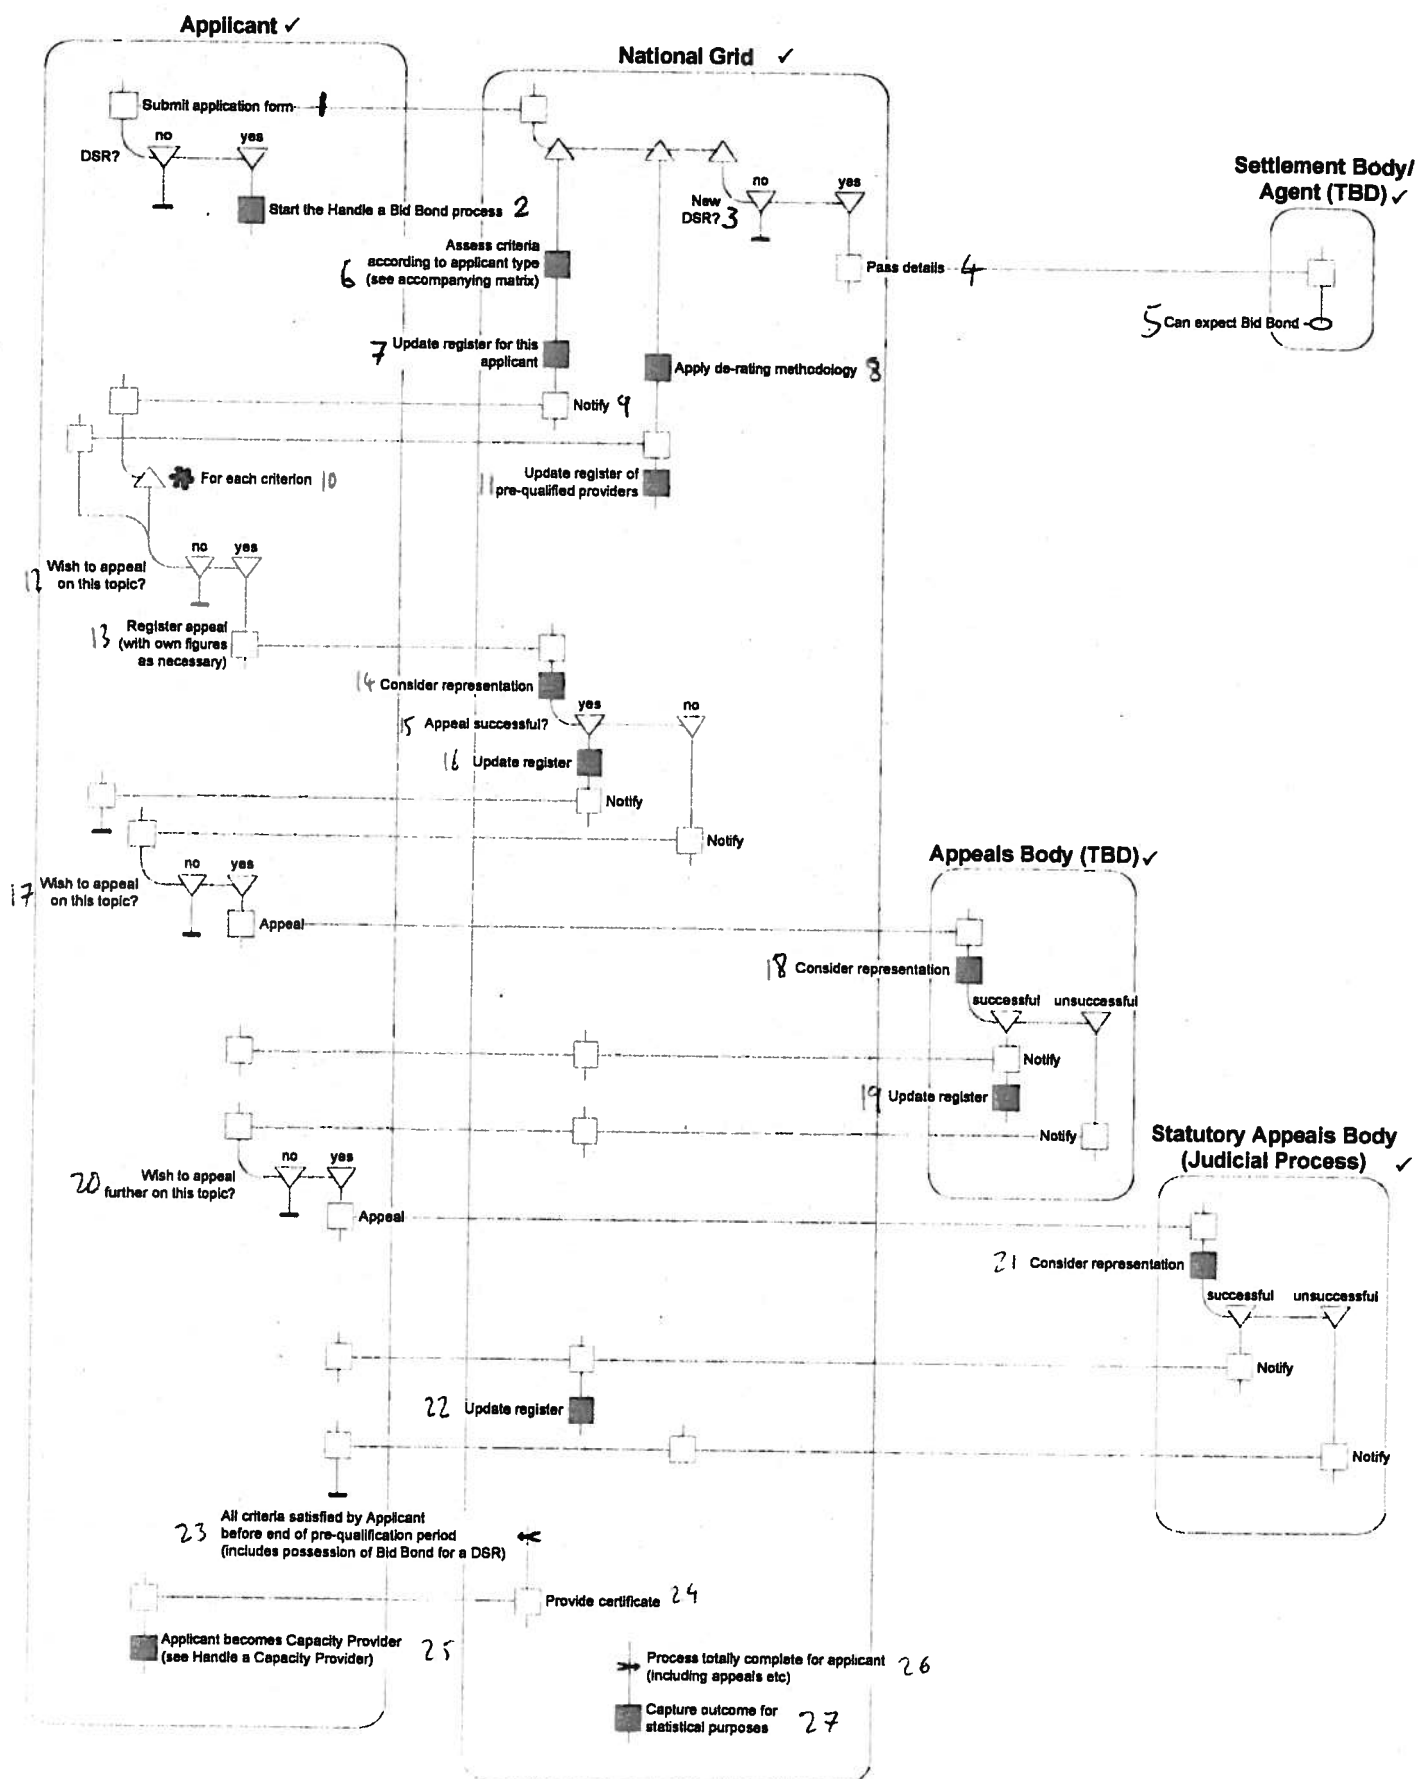 Applicant ✓
National Grid ✓
Submit application form 1
no yes
DSR?
Start the Handle a Bid Bond process 2
no yes
New
DSR? 3
Settlement Body/
Agent (TBD) ✓
Assess criteria
6 according to applicant type
(see accompanying matrix)
Pass details 4
5 Can expect Bid Bond
7 Update register for this
applicant
Apply de-rating methodology 8
Notify 9
For each criterion 10
11 Update register of
pre-qualified providers
no yes
12 Wish to appeal
on this topic?
13 Register appeal
(with own figures
as necessary)
14 Consider representation
yes no
15 Appeal successful?
16 Update register
Notify
Notify
Appeals Body (TBD) ✓
no yes
17 Wish to appeal
on this topic?
Appeal
18 Consider representation
successful unsuccessful
Notify
19 Update register
Notify
Statutory Appeals Body
(Judicial Process) ✓
no yes
20 Wish to appeal
further on this topic?
Appeal
21 Consider representation
successful unsuccessful
Notify
22 Update register
Notify
All criteria satisfied by Applicant
23 before end of pre-qualification period
(includes possession of Bid Bond for a DSR)
Provide certificate 24
Applicant becomes Capacity Provider
(see Handle a Capacity Provider) 25
Process totally complete for applicant
(including appeals etc) 26
Capture outcome for
statistical purposes 27